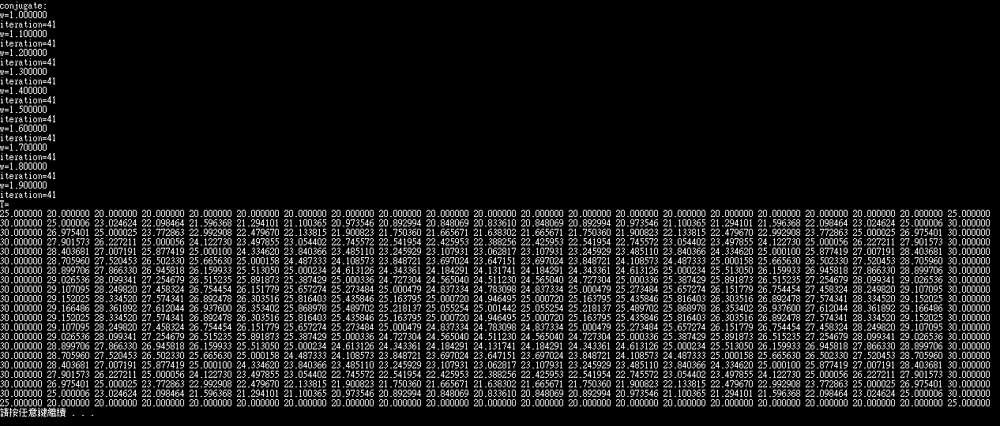 conjugate:
w=1.000000
iteration=41
w=1.100000
iteration=41
w=1.200000
iteration=41
w=1.300000
iteration=41
w=1.400000
iteration=41
w=1.500000
iteration=41
w=1.600000
iteration=41
w=1.700000
iteration=41
w=1.800000
iteration=41
w=1.900000
iteration=41
T=
25.000000 20.000000 20.000000 20.000000 20.000000 20.000000 20.000000 20.000000 20.000000 20.000000 20.000000 20.000000 20.000000 20.000000 20.000000 20.000000 20.000000 20.000000 20.000000 20.000000 25.000000
30.000000 25.000006 23.024624 22.098464 21.596368 21.294101 21.100365 20.973546 20.892994 20.848069 20.833610 20.848069 20.892994 20.973546 21.100365 21.294101 21.596368 22.098464 23.024624 25.000006 30.000000
30.000000 26.975401 25.000025 23.772863 22.992908 22.479670 22.133815 21.900823 21.750360 21.665671 21.638302 21.665671 21.750360 21.900823 22.133815 22.479670 22.992908 23.772863 25.000025 26.975401 30.000000
30.000000 27.901573 26.227211 25.000056 24.122730 23.497855 23.054402 22.745572 22.541954 22.425953 22.388256 22.425953 22.541954 22.745572 23.054402 23.497855 24.122730 25.000056 26.227211 27.901573 30.000000
30.000000 28.403681 27.007191 25.877419 25.000100 24.334620 23.840366 23.485110 23.245929 23.107931 23.062817 23.107931 23.245929 23.485110 23.840366 24.334620 25.000100 25.877419 27.007191 28.403681 30.000000
30.000000 28.705960 27.520453 26.502330 25.665630 25.000158 24.487333 24.108573 23.848721 23.697024 23.647151 23.697024 23.848721 24.108573 24.487333 25.000158 25.665630 26.502330 27.520453 28.705960 30.000000
30.000000 28.899706 27.866330 26.945818 26.159933 25.513050 25.000234 24.613126 24.343361 24.184291 24.131741 24.184291 24.343361 24.613126 25.000234 25.513050 26.159933 26.945818 27.866330 28.899706 30.000000
30.000000 29.026536 28.099341 27.254679 26.515235 25.891873 25.387429 25.000336 24.727304 24.565040 24.511230 24.565040 24.727304 25.000336 25.387429 25.891873 26.515235 27.254679 28.099341 29.026536 30.000000
30.000000 29.107095 28.249820 27.458324 26.754454 26.151779 25.657274 25.273484 25.000479 24.837334 24.783098 24.837334 25.000479 25.273484 25.657274 26.151779 26.754454 27.458324 28.249820 29.107095 30.000000
30.000000 29.152025 28.334520 27.574341 26.892478 26.303516 25.816403 25.435846 25.163795 25.000720 24.946495 25.000720 25.163795 25.435846 25.816403 26.303516 26.892478 27.574341 28.334520 29.152025 30.000000
30.000000 29.166486 28.361892 27.612044 26.937600 26.353402 25.868978 25.489702 25.218137 25.055254 25.001442 25.055254 25.218137 25.489702 25.868978 26.353402 26.937600 27.612044 28.361892 29.166486 30.000000
30.000000 29.152025 28.334520 27.574341 26.892478 26.303516 25.816403 25.435846 25.163795 25.000720 24.946495 25.000720 25.163795 25.435846 25.816403 26.303516 26.892478 27.574341 28.334520 29.152025 30.000000
30.000000 29.107095 28.249820 27.458324 26.754454 26.151779 25.657274 25.273484 25.000479 24.837334 24.783098 24.837334 25.000479 25.273484 25.657274 26.151779 26.754454 27.458324 28.249820 29.107095 30.000000
30.000000 29.026536 28.099341 27.254679 26.515235 25.891873 25.387429 25.000336 24.727304 24.565040 24.511230 24.565040 24.727304 25.000336 25.387429 25.891873 26.515235 27.254679 28.099341 29.026536 30.000000
30.000000 28.899706 27.866330 26.945818 26.159933 25.513050 25.000234 24.613126 24.343361 24.184291 24.131741 24.184291 24.343361 24.613126 25.000234 25.513050 26.159933 26.945818 27.866330 28.899706 30.000000
30.000000 28.705960 27.520453 26.502330 25.665630 25.000158 24.487333 24.108573 23.848721 23.697024 23.647151 23.697024 23.848721 24.108573 24.487333 25.000158 25.665630 26.502330 27.520453 28.705960 30.000000
30.000000 28.403681 27.007191 25.877419 25.000100 24.334620 23.840366 23.485110 23.245929 23.107931 23.062817 23.107931 23.245929 23.485110 23.840366 24.334620 25.000100 25.877419 27.007191 28.403681 30.000000
30.000000 27.901573 26.227211 25.000056 24.122730 23.497855 23.054402 22.745572 22.541954 22.425953 22.388256 22.425953 22.541954 22.745572 23.054402 23.497855 24.122730 25.000056 26.227211 27.901573 30.000000
30.000000 26.975401 25.000025 23.772863 22.992908 22.479670 22.133815 21.900823 21.750360 21.665671 21.638302 21.665671 21.750360 21.900823 22.133815 22.479670 22.992908 23.772863 25.000025 26.975401 30.000000
30.000000 25.000006 23.024624 22.098464 21.596368 21.294101 21.100365 20.973546 20.892994 20.848069 20.833610 20.848069 20.892994 20.973546 21.100365 21.294101 21.596368 22.098464 23.024624 25.000006 30.000000
25.000000 20.000000 20.000000 20.000000 20.000000 20.000000 20.000000 20.000000 20.000000 20.000000 20.000000 20.000000 20.000000 20.000000 20.000000 20.000000 20.000000 20.000000 20.000000 20.000000 25.000000
請按任意鍵繼續 . . .